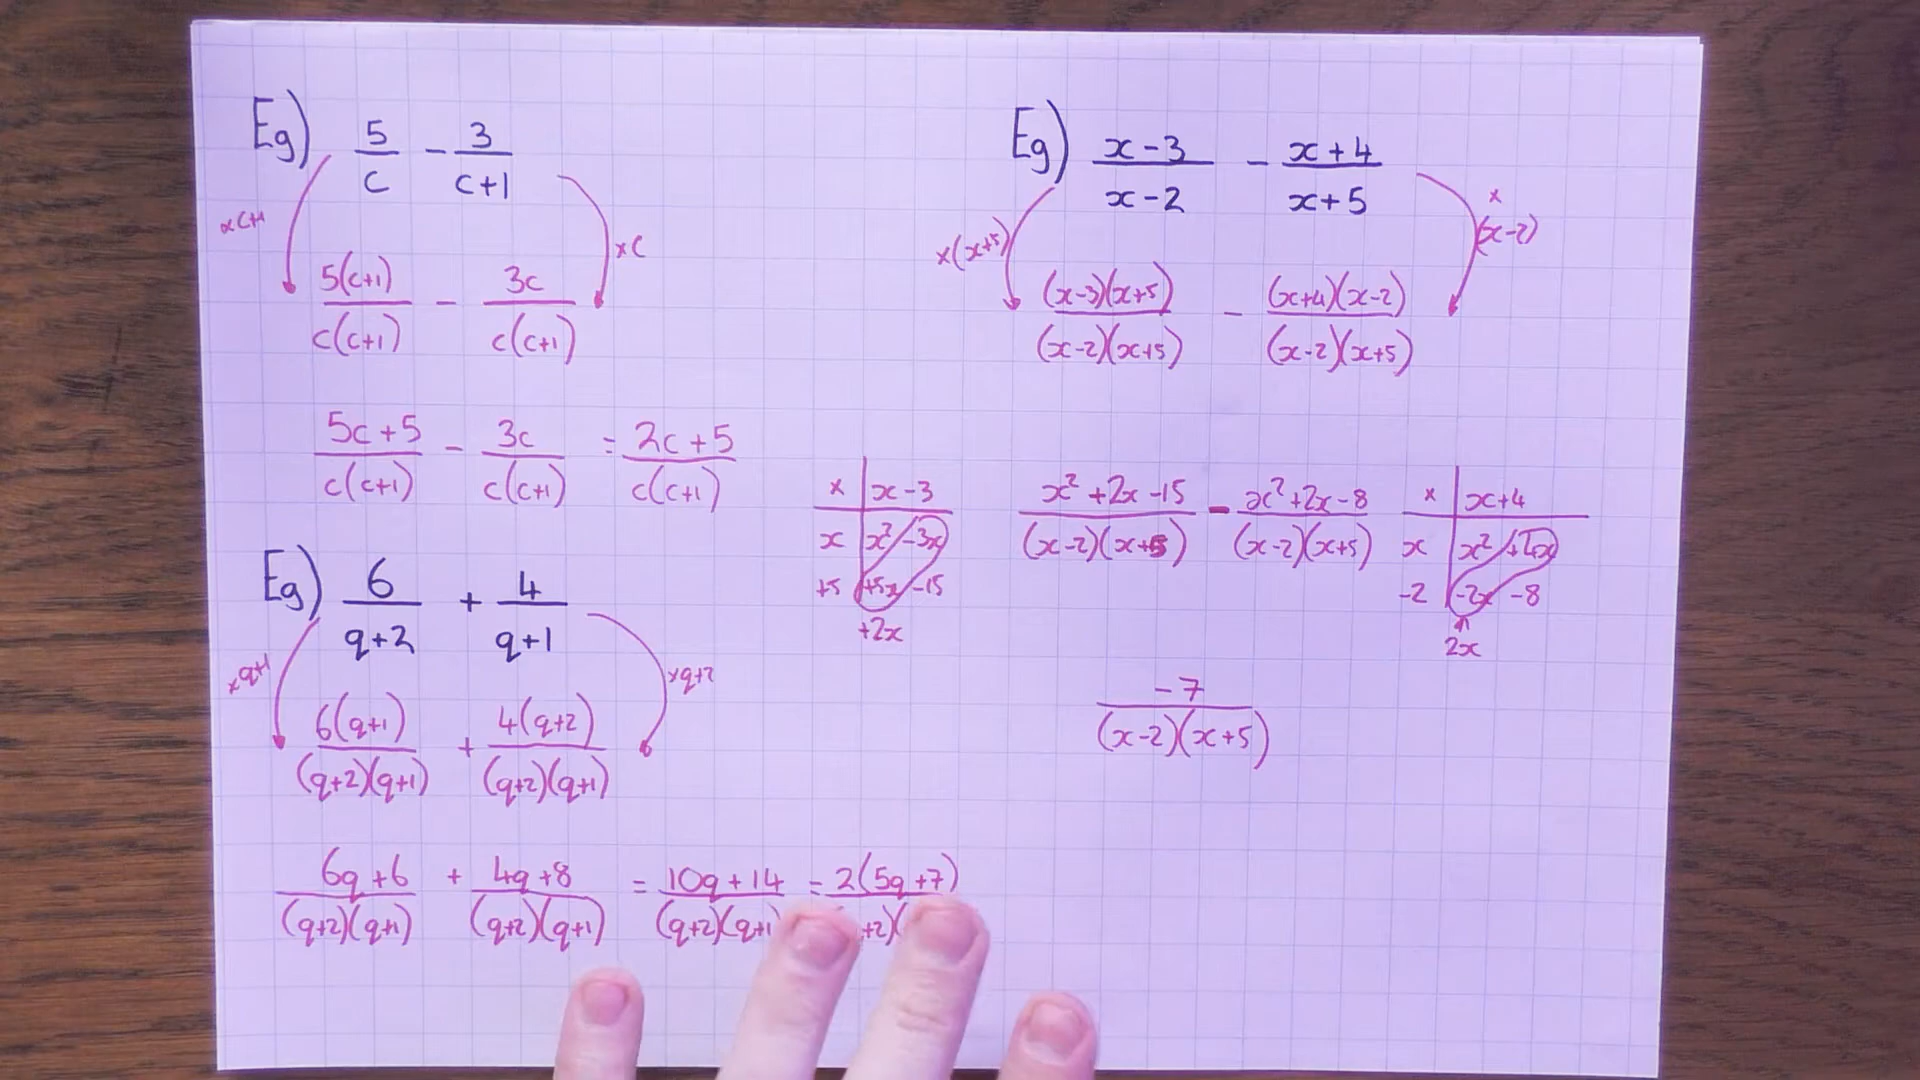 Eg) 5/c - 3/c+1
×c+1
×c
5(c+1)/c(c+1) - 3c/c(c+1)
5c+5/c(c+1) - 3c/c(c+1) = 2c+5/c(c+1)
Eg) 6/q+2 + 4/q+1
×q+1
×q+2
6(q+1)/(q+2)(q+1) + 4(q+2)/(q+2)(q+1)
6q+6/(q+2)(q+1) + 4q+8/(q+2)(q+1) = 10q+14/(q+2)(q+1 = 2(5q+7)/+2)(
Eg) x-3/x-2 - x+4/x+5
×(x+5)
×
(x-2)
(x-3)(x+5)/(x-2)(x+5) - (x+4)(x-2)/(x-2)(x+5)
× x-3
x x² -3x
+5 +5x -15
+2x
x²+2x-15/(x-2)(x+5) - x²+2x-8/(x-2)(x+5)
× x+4
x x²
-2 -2x -8
2x
-7/(x-2)(x+5)